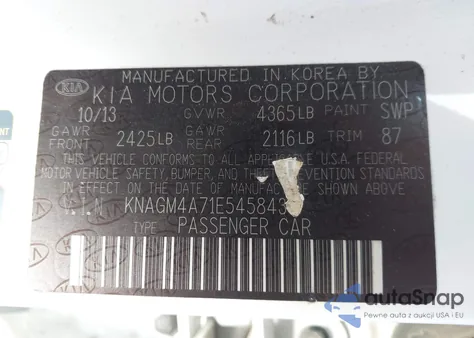 MANUFACTURED IN KOREA BY
KIA KIA MOTORS CORPORATION
10/13 GVWR 4365LB PAINT SWP
GAWR FRONT 2425LB GAWR REAR 2116LB TRIM 87
THIS VEHICLE CONFORMS TO ALL APPLICABLE U.S.A. FEDERAL
MOTOR VEHICLE SAFETY, BUMPER, AND THEFT PREVENTION
STANDARDS IN EFFECT ON THE DATE OF MANUFACTURE SHOWN ABOVE.
V.I.N.
TYPE PASSENGER CAR
autoSnap
Pewne auta z ubezpieczeń USA i EU